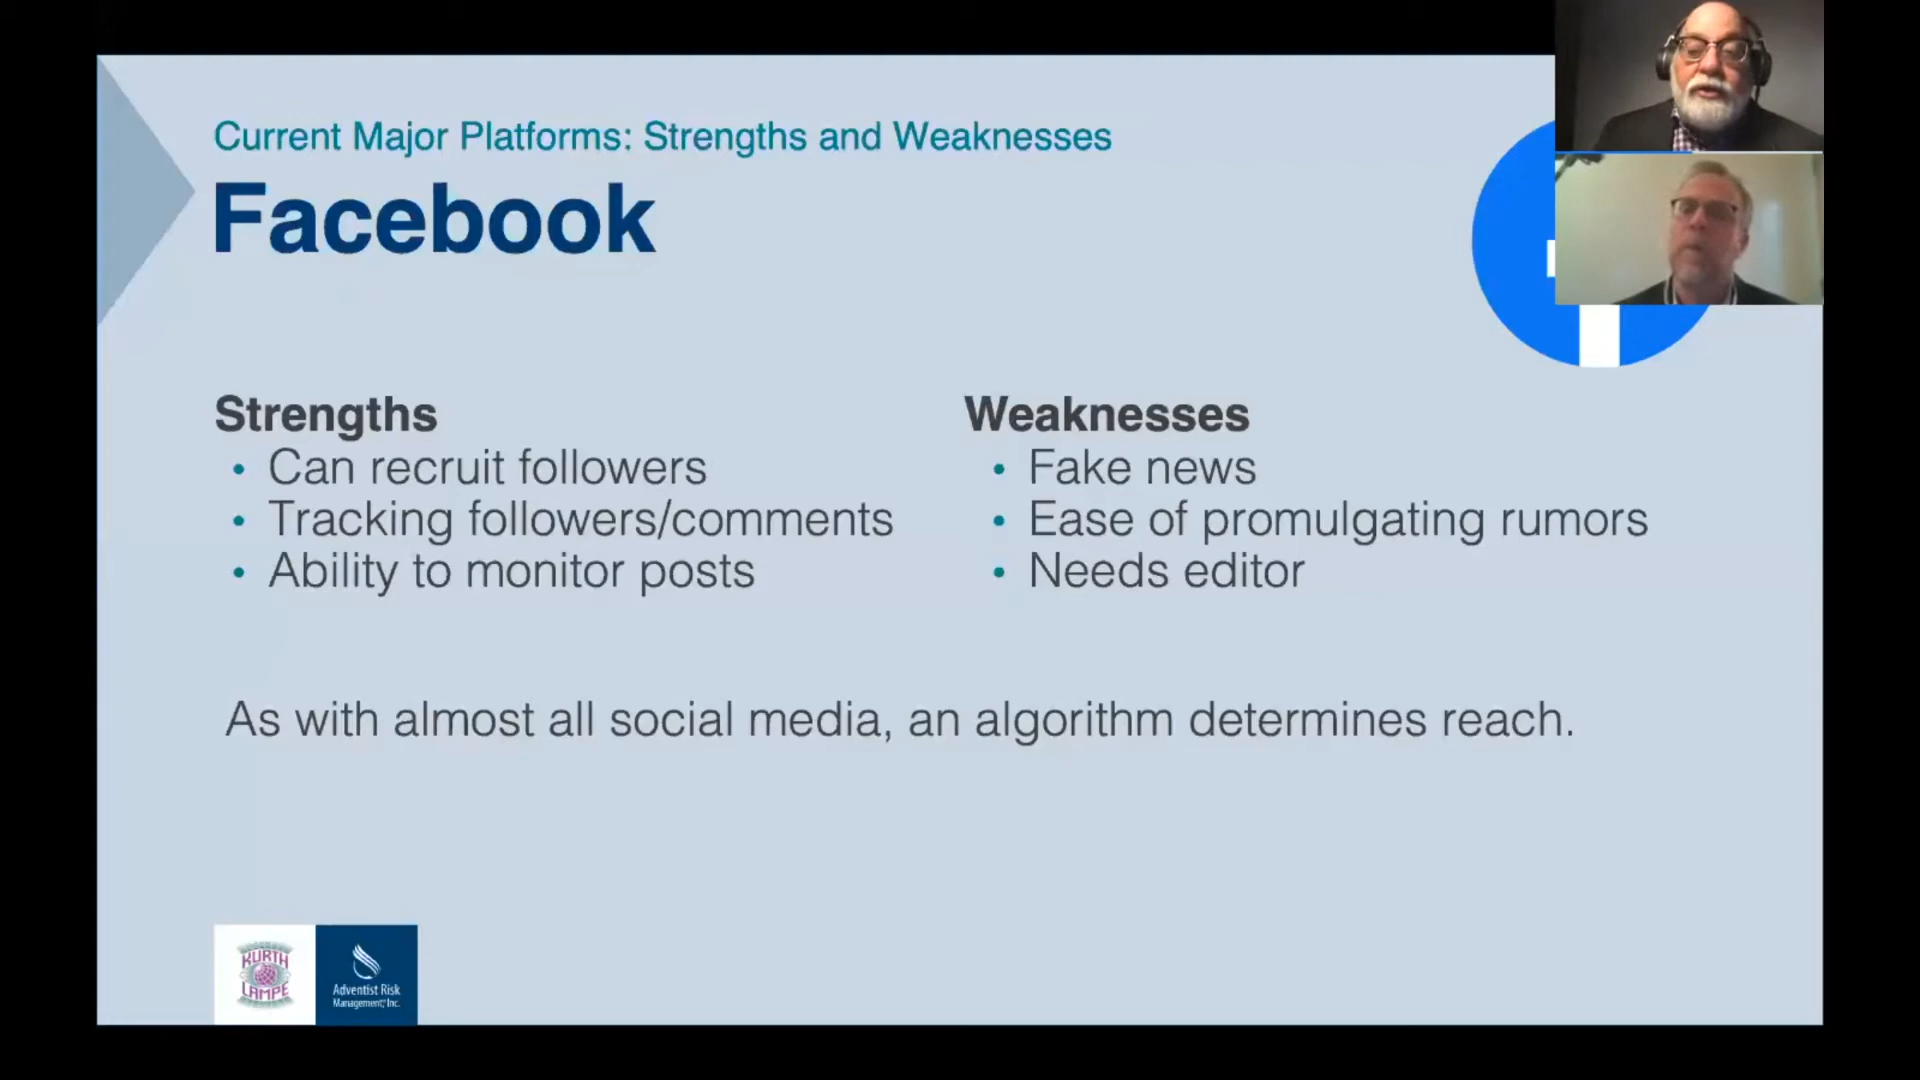 Current Major Platforms: Strengths and Weaknesses
Facebook
Strengths
• Can recruit followers
• Tracking followers/comments
• Ability to monitor posts
Weaknesses
• Fake news
• Ease of promulgating rumors
• Needs editor
As with almost all social media, an algorithm determines reach.
KURTH
LAMPE
Adventist Risk
Management, Inc.